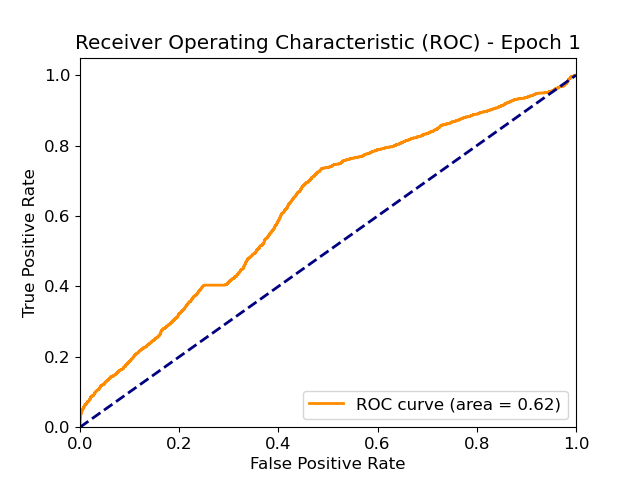 Receiver Operating Characteristic (ROC) - Epoch 1
True Positive Rate
1.0
0.8
0.6
0.4
0.2
0.0
ROC curve (area = 0.62)
0.0 0.2 0.4 0.6 0.8 1.0
False Positive Rate